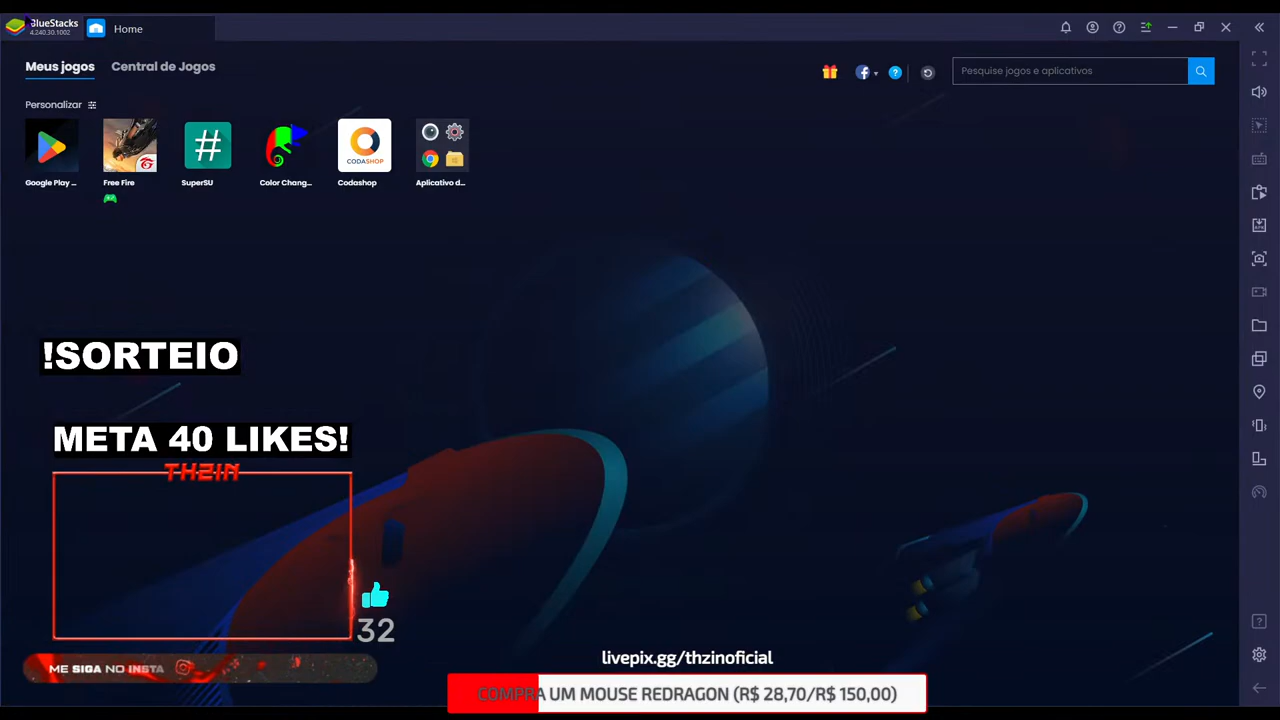 BlueStacks
4.240.30.1002
Home
Meus jogos
Central de Jogos
Pesquise jogos e aplicativos
Personalizar
Google Play ...
Free Fire
SuperSU
Color Chang...
CODASHOP
Codashop
Aplicativo d...
!SORTEIO
META 40 LIKES!
THZIN
32
ME SIGA NO INSTA
livepix.gg/thzinoficial
COMPRA UM MOUSE REDRAGON (R$ 28,70/R$ 150,00)